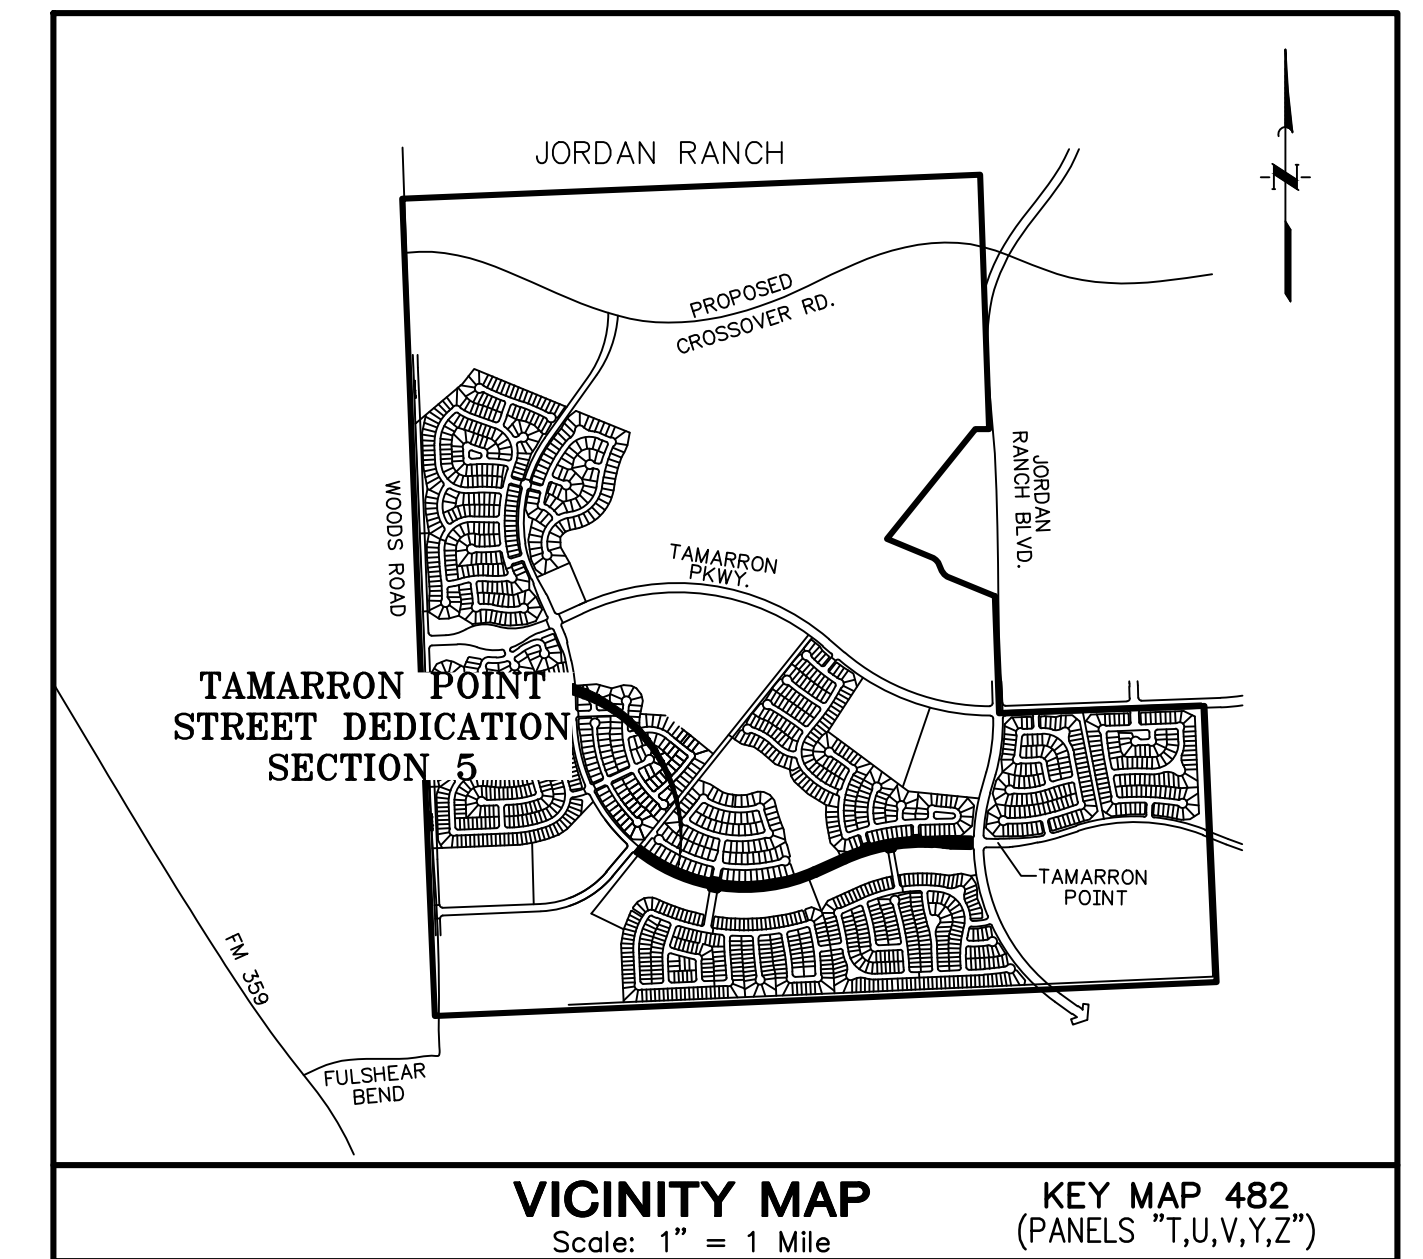 JORDAN RANCH
N
PROPOSED
CROSSOVER RD.
JORDAN
RANCH BLVD.
WOODS ROAD
TAMARRON
PKWY.
TAMARRON POINT
STREET DEDICATION
SECTION 5
TAMARRON
POINT
FM 359
FULSHEAR
BEND
VICINITY MAP
Scale: 1" = 1 Mile
KEY MAP 482
(PANELS "T,U,V,Y,Z")